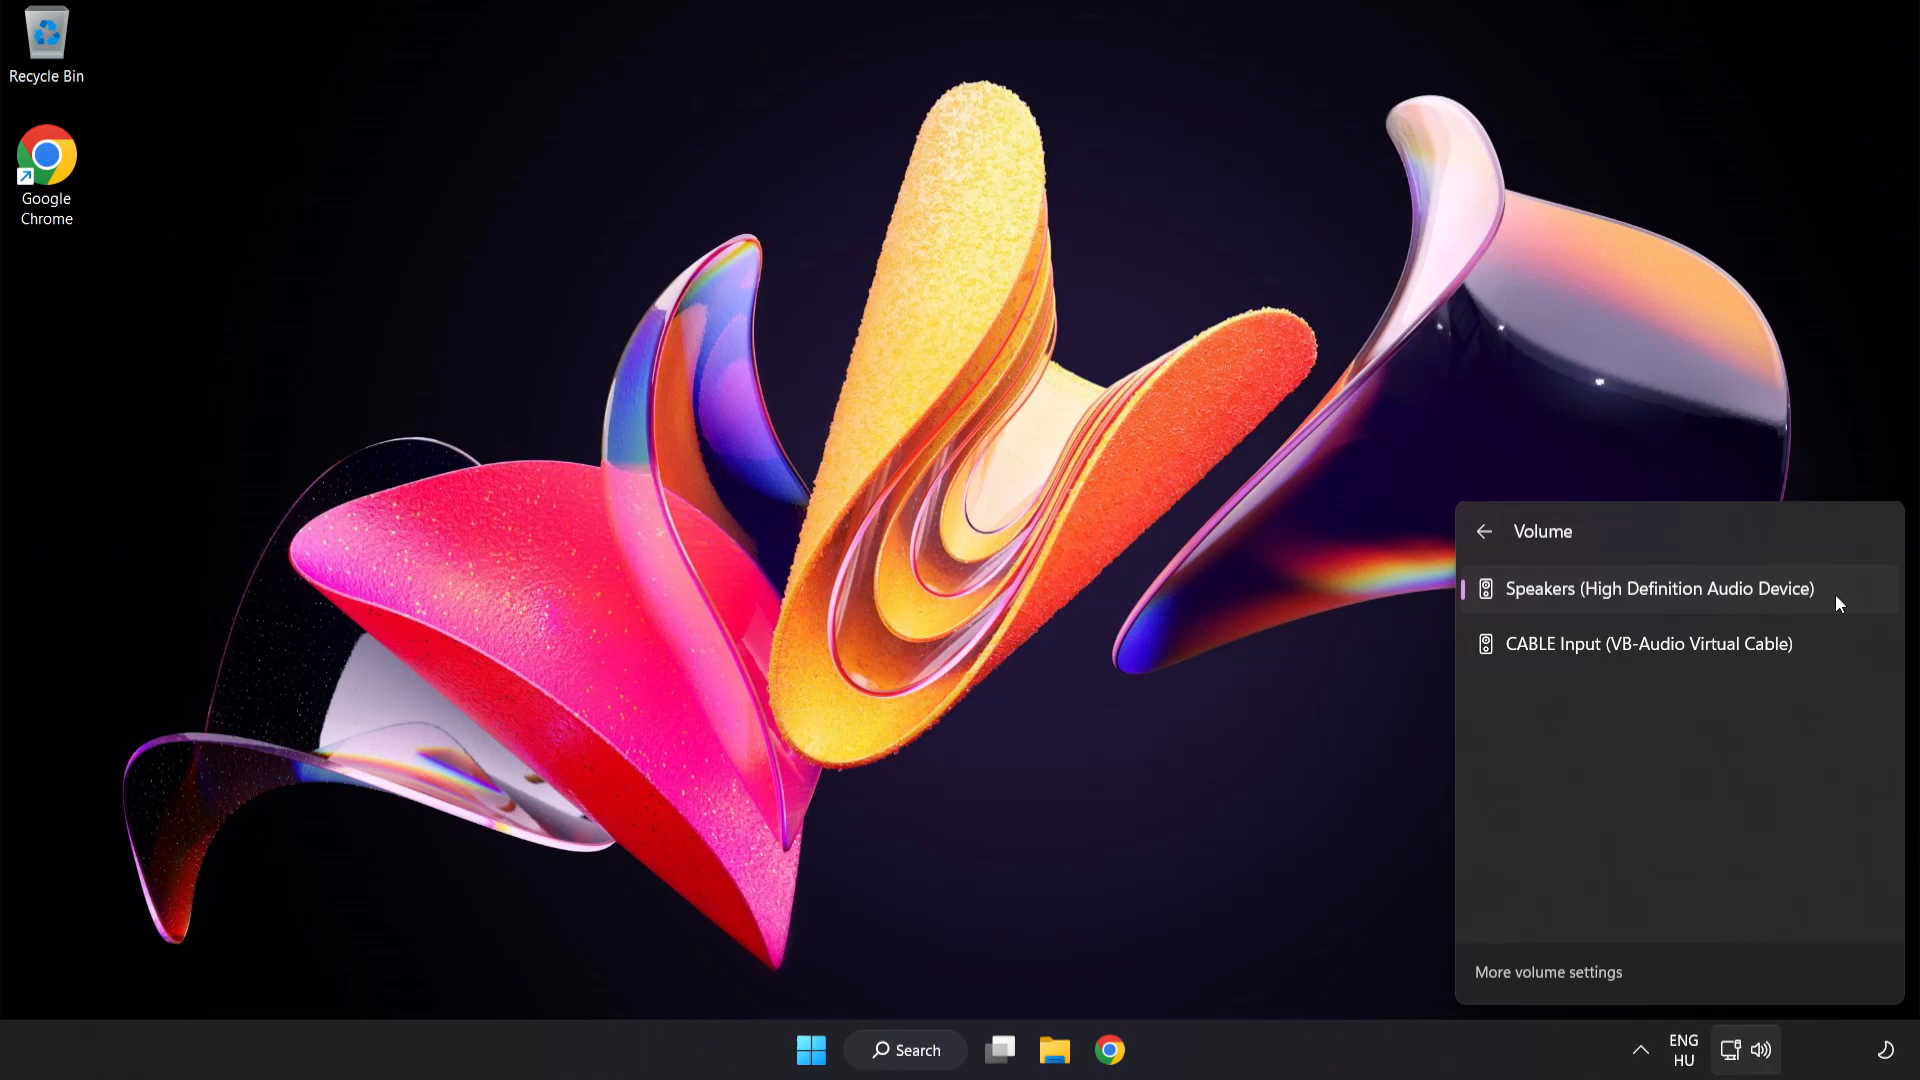 Recycle Bin
Google
Chrome
Volume
Speakers (High Definition Audio Device)
CABLE Input (VB-Audio Virtual Cable)
More volume settings
Search
ENG
HU